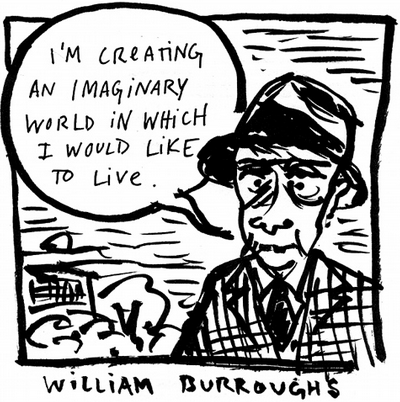 I'M CREATING
AN IMAGINARY
WORLD IN WHICH
I WOULD LIKE
TO LIVE.
WILLIAM BURROUGHS